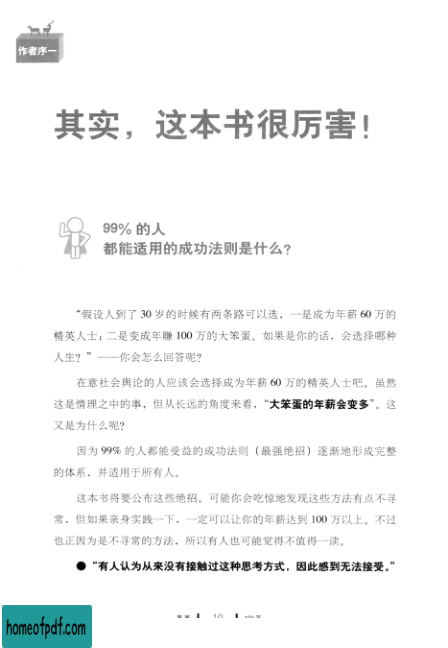 作者序一
其实，这本书很厉害！
99% 的人
都能适用的成功法则是什么？
“假设人到了 30 岁的时候有两条路可以选，一是成为年薪 60 万的
精英人士；二是变成年赚 100 万的大笨蛋。如果是你的话，会选择哪种
人生？”——你会怎么回答呢？
在意社会舆论的人应该会选择成为年薪 60 万的精英人士吧。虽然
这是情理之中的事，但从长远的角度来看，“大笨蛋的年薪会变多”。这
又是为什么呢？
因为 99% 的人都能受益的成功法则（最强绝招）逐渐地形成完整
的体系，并适用于所有人。
这本书将要公布这些绝招。可能你会吃惊地发现这些方法有点不寻
常，但如果亲身实践一下，一定可以让你的年薪达到 100 万以上。不过
也正因为是不寻常的方法，所以有人也可能觉得不值得一读。
●“有人认为从来没有接触过这种思考方式，因此感到无法接受。”
homeofpdf.com